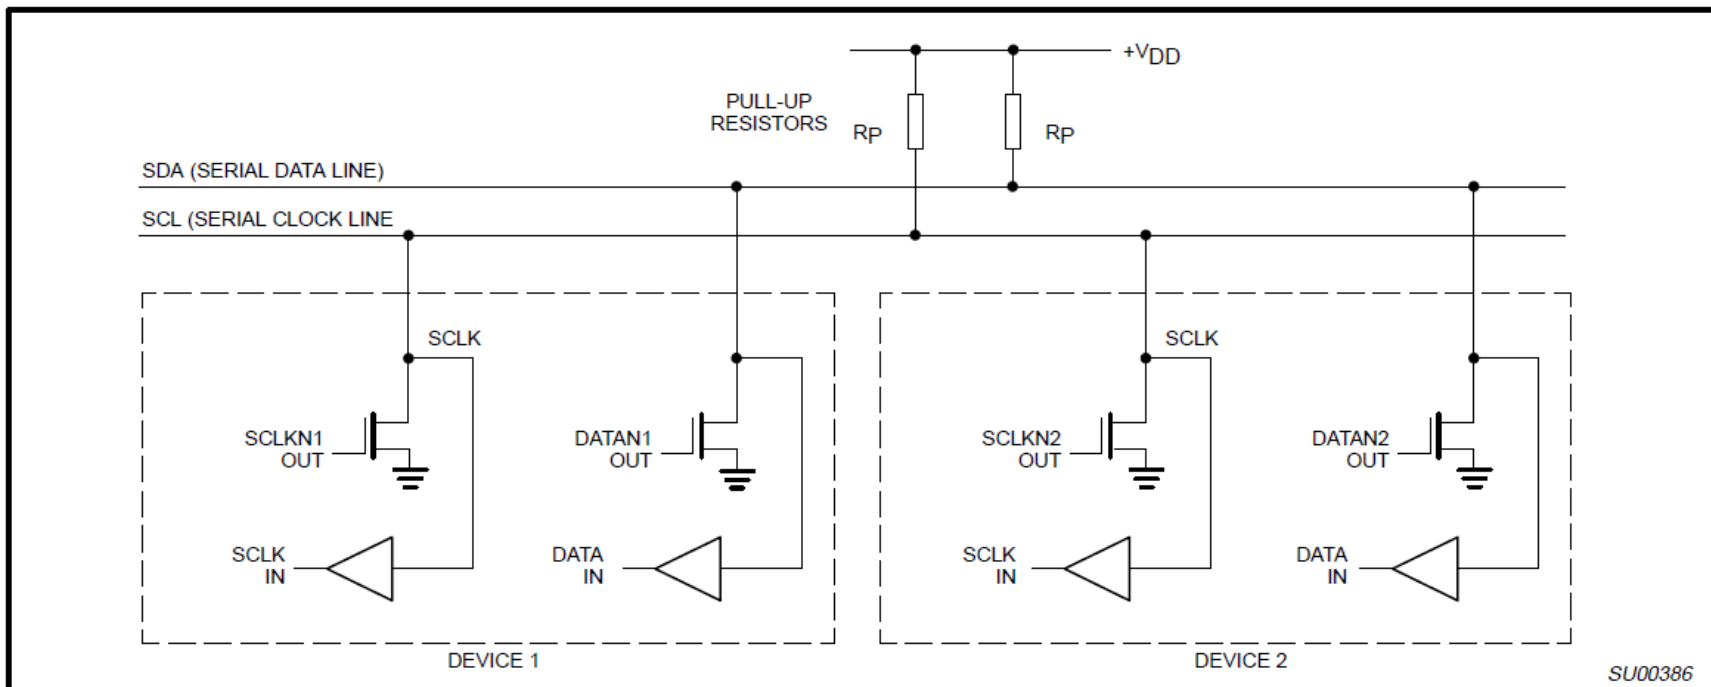 +VDD
PULL-UP
RESISTORS
RP
RP
SDA (SERIAL DATA LINE)
SCL (SERIAL CLOCK LINE
SCLK
SCLK
SCLKN1
OUT
DATAN1
OUT
SCLKN2
OUT
DATAN2
OUT
SCLK
IN
DATA
IN
SCLK
IN
DATA
IN
DEVICE 1
DEVICE 2
SU00386